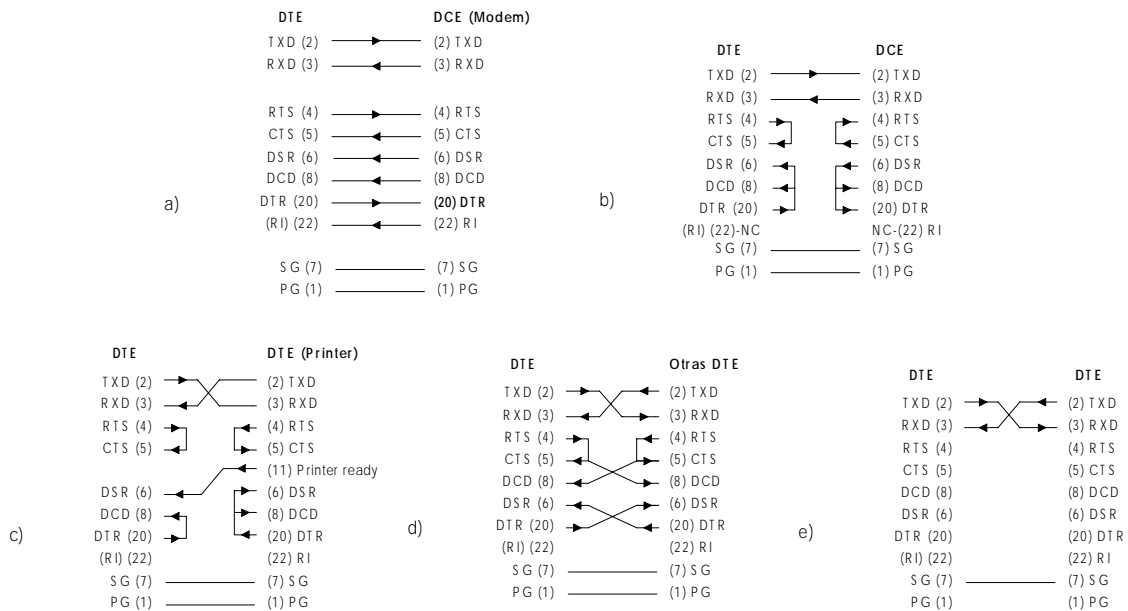 DTE DCE (Modem)
TXD (2) (2) TXD
RXD (3) (3) RXD
RTS (4) (4) RTS
CTS (5) (5) CTS
DSR (6) (6) DSR
DCD (8) (8) DCD
DTR (20) (20) DTR
(RI) (22) (22) RI
SG (7) (7) SG
PG (1) (1) PG
a)
DTE DCE
TXD (2) (2) TXD
RXD (3) (3) RXD
RTS (4) (4) RTS
CTS (5) (5) CTS
DSR (6) (6) DSR
DCD (8) (8) DCD
DTR (20) (20) DTR
(RI) (22)-NC NC-(22) RI
SG (7) (7) SG
PG (1) (1) PG
b)
DTE DTE (Printer)
TXD (2) (2) TXD
RXD (3) (3) RXD
RTS (4) (4) RTS
CTS (5) (5) CTS
(11) Printer ready
DSR (6) (6) DSR
DCD (8) (8) DCD
DTR (20) (20) DTR
(RI) (22) (22) RI
SG (7) (7) SG
PG (1) (1) PG
c)
DTE Otras DTE
TXD (2) (2) TXD
RXD (3) (3) RXD
RTS (4) (4) RTS
CTS (5) (5) CTS
DCD (8) (8) DCD
DSR (6) (6) DSR
DTR (20) (20) DTR
(RI) (22) (22) RI
SG (7) (7) SG
PG (1) (1) PG
d)
DTE DTE
TXD (2) (2) TXD
RXD (3) (3) RXD
RTS (4) (4) RTS
CTS (5) (5) CTS
DCD (8) (8) DCD
DSR (6) (6) DSR
DTR (20) (20) DTR
(RI) (22) (22) RI
SG (7) (7) SG
PG (1) (1) PG
e)